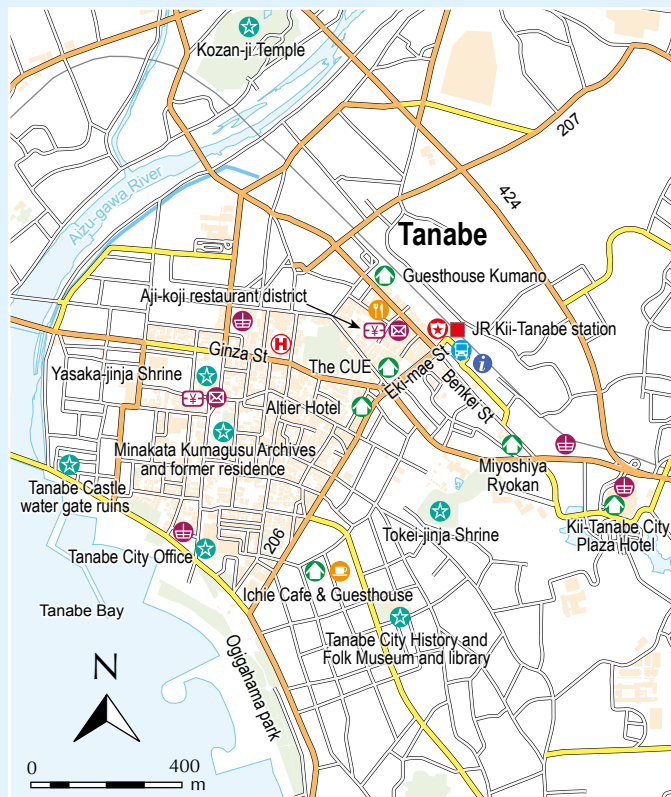 Kozan-ji Temple
207
424
Aizu-gawa River
Tanabe
Guesthouse Kumano
Aji-koji restaurant district
JR Kii-Tanabe station
Ginza St
The CUE
Eki-mae St
Benkei St
Yasaka-jinja Shrine
Altier Hotel
Minakata Kumagusu Archives
and former residence
Miyoshiya
Ryokan
Tanabe Castle
water gate ruins
Kii-Tanabe City
Plaza Hotel
Tokei-jinja Shrine
206
Tanabe City Office
Ichie Cafe & Guesthouse
Tanabe Bay
Tanabe City History and
Folk Museum and library
Ogigahama park
N
0 400
m
¥
¥
H
i